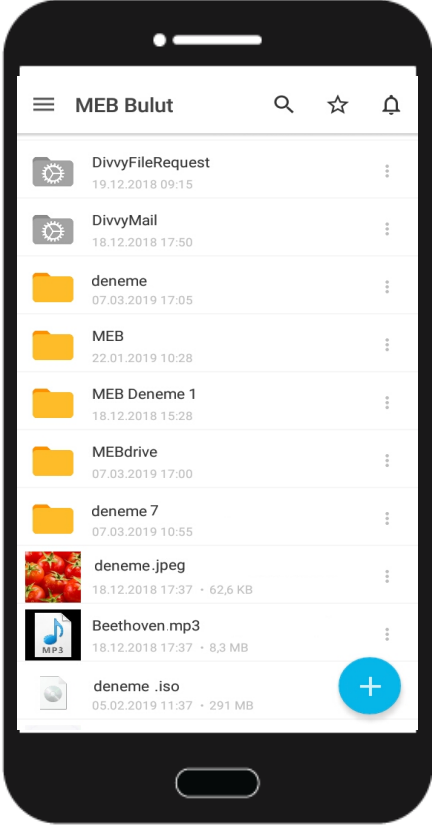 MEB Bulut
DivvyFileRequest
19.12.2018 09:15
DivvyMail
18.12.2018 17:50
deneme
07.03.2019 17:05
MEB
22.01.2019 10:28
MEB Deneme 1
18.12.2018 15:28
MEBdrive
07.03.2019 17:00
deneme 7
07.03.2019 10:55
deneme.jpeg
18.12.2018 17:37 • 62,6 KB
Beethoven.mp3
18.12.2018 17:37 • 8,3 MB
MP3
deneme .iso
05.02.2019 11:37 • 291 MB